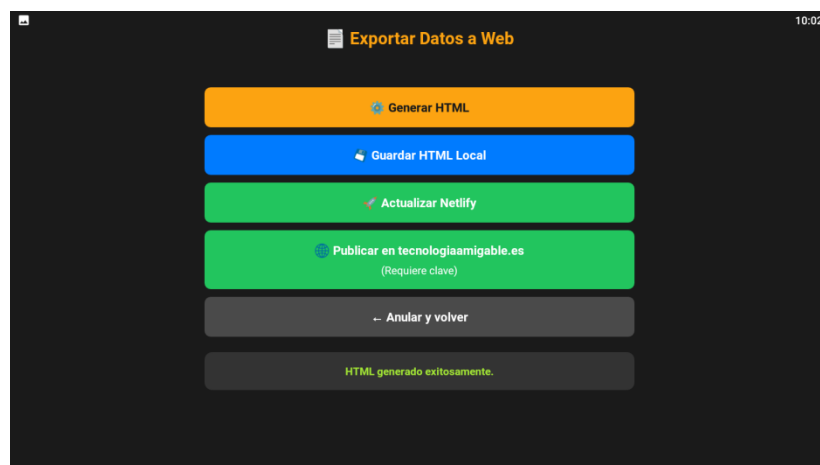 10:02
Exportar Datos a Web
Generar HTML
Guardar HTML Local
Actualizar Netlify
Publicar en tecnologiaamigable.es
(Requiere clave)
← Anular y volver
HTML generado exitosamente.